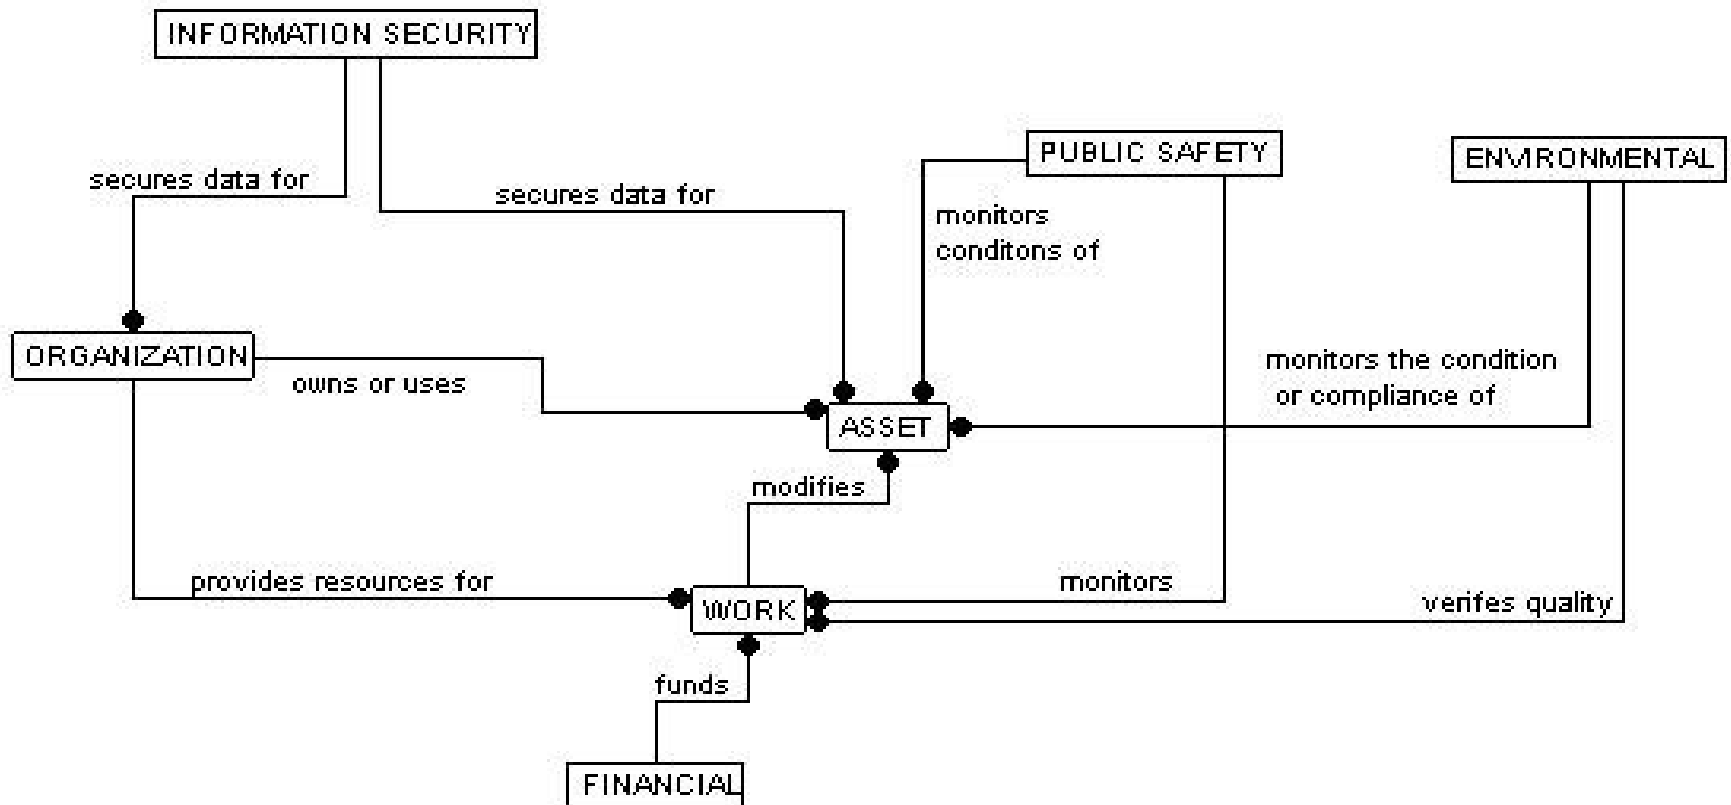 INFORMATION SECURITY
PUBLIC SAFETY
ENVIRONMENTAL
secures data for
secures data for
monitors
conditons of
ORGANIZATION
owns or uses
monitors the condition
or compliance of
ASSET
modifies
provides resources for
monitors
WORK
verifes quality
funds
FINANCIAL